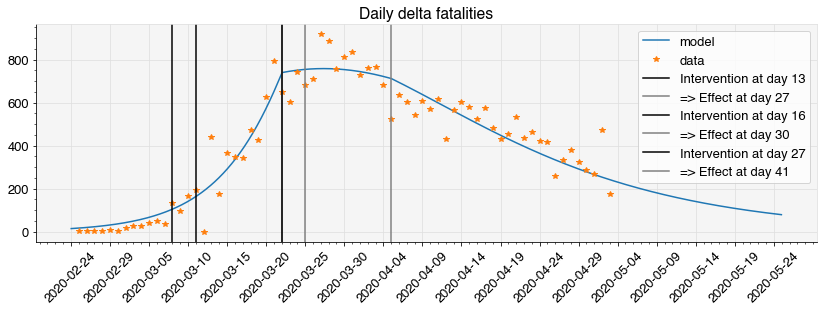 Daily delta fatalities
800
600
400
200
0
model
data
Intervention at day 13
=> Effect at day 27
Intervention at day 16
=> Effect at day 30
Intervention at day 27
=> Effect at day 41
2020-02-24
2020-02-29
2020-03-05
2020-03-10
2020-03-15
2020-03-20
2020-03-25
2020-03-30
2020-04-04
2020-04-09
2020-04-14
2020-04-19
2020-04-24
2020-04-29
2020-05-04
2020-05-09
2020-05-14
2020-05-19
2020-05-24